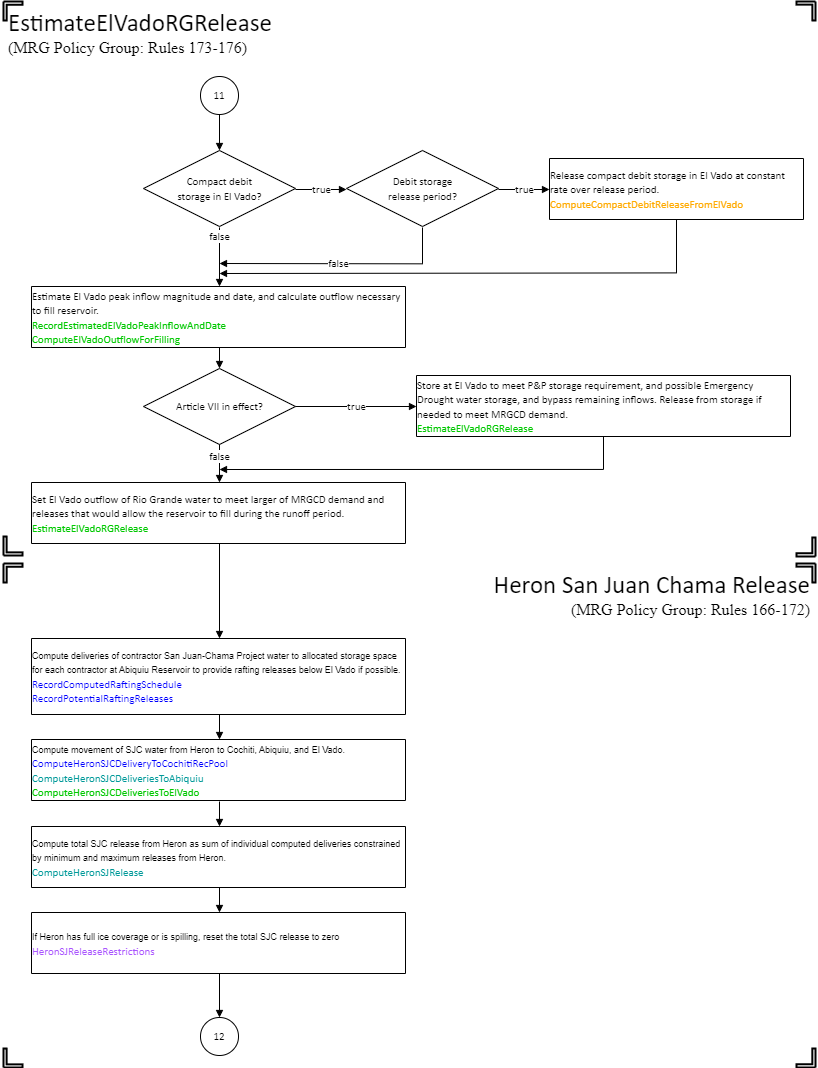 EstimateElVadoRGRelease
(MRG Policy Group: Rules 173-176)
11
Compact debit
storage in El Vado?
true
Debit storage
release period?
true
Release compact debit storage in El Vado at constant
rate over release period.
ComputeCompactDebitReleaseFromElVado
false
false
Estimate El Vado peak inflow magnitude and date, and calculate outflow necessary
to fill reservoir.
RecordEstimatedElVadoPeakInflowAndDate
ComputeElVadoOutflowForFilling
Article VII in effect?
true
Store at El Vado to meet P&P storage requirement, and possible Emergency
Drought water storage, and bypass remaining inflows. Release from storage if
needed to meet MRGCD demand.
EstimateElVadoRGRelease
false
Set El Vado outflow of Rio Grande water to meet larger of MRGCD demand and
releases that would allow the reservoir to fill during the runoff period.
EstimateElVadoRGRelease
Heron San Juan Chama Release
(MRG Policy Group: Rules 166-172)
Compute deliveries of contractor San Juan-Chama Project water to allocated storage space
for each contractor at Abiquiu Reservoir to provide rafting releases below El Vado if possible.
RecordComputedRaftingSchedule
RecordPotentialRaftingReleases
Compute movement of SJC water from Heron to Cochiti, Abiquiu, and El Vado.
ComputeHeronSJCDeliveryToCochitiRecPool
ComputeHeronSJCDeliveriesToAbiquiu
ComputeHeronSJCDeliveriesToElVado
Compute total SJC release from Heron as sum of individual computed deliveries constrained
by minimum and maximum releases from Heron.
ComputeHeronSJRelease
If Heron has full ice coverage or is spilling, reset the total SJC release to zero
HeronSJReleaseRestrictions
12